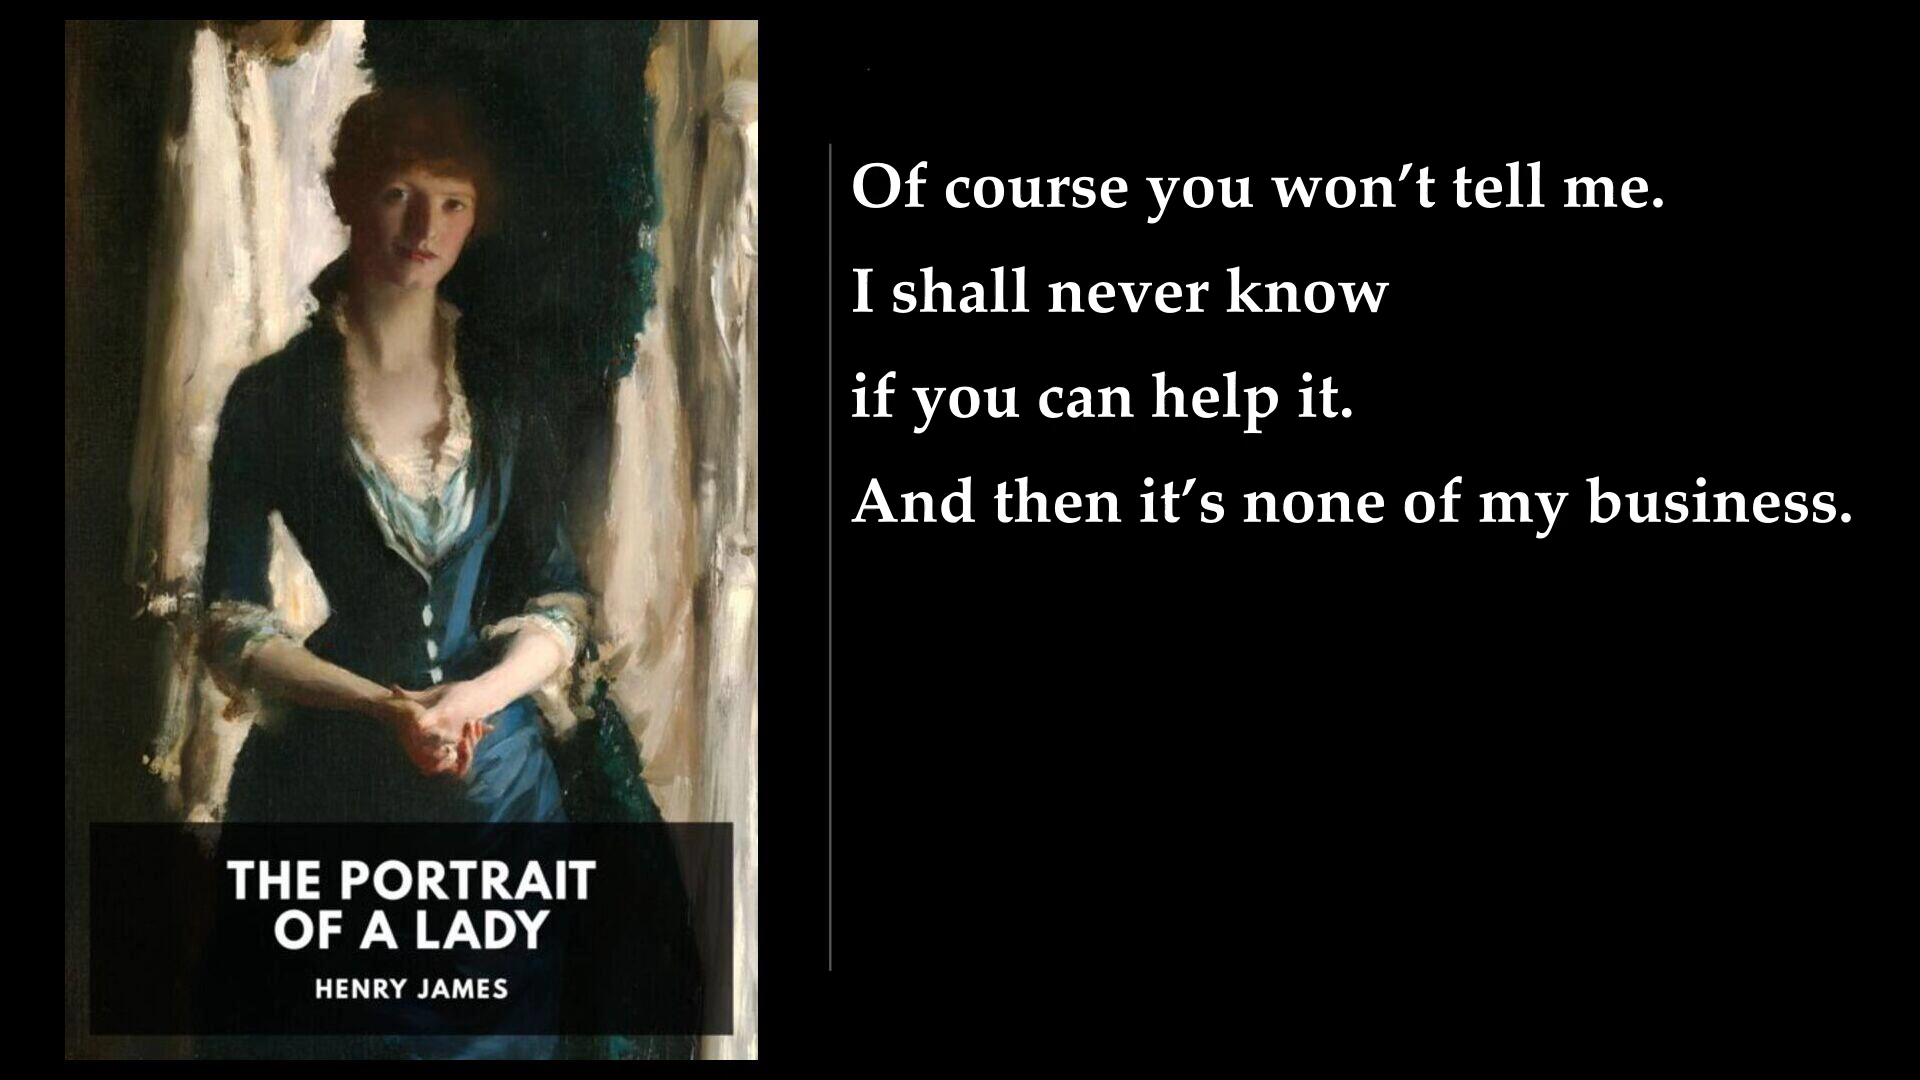 Of course you won’t tell me.
I shall never know
if you can help it.
And then it’s none of my business.
THE PORTRAIT
OF A LADY
HENRY JAMES